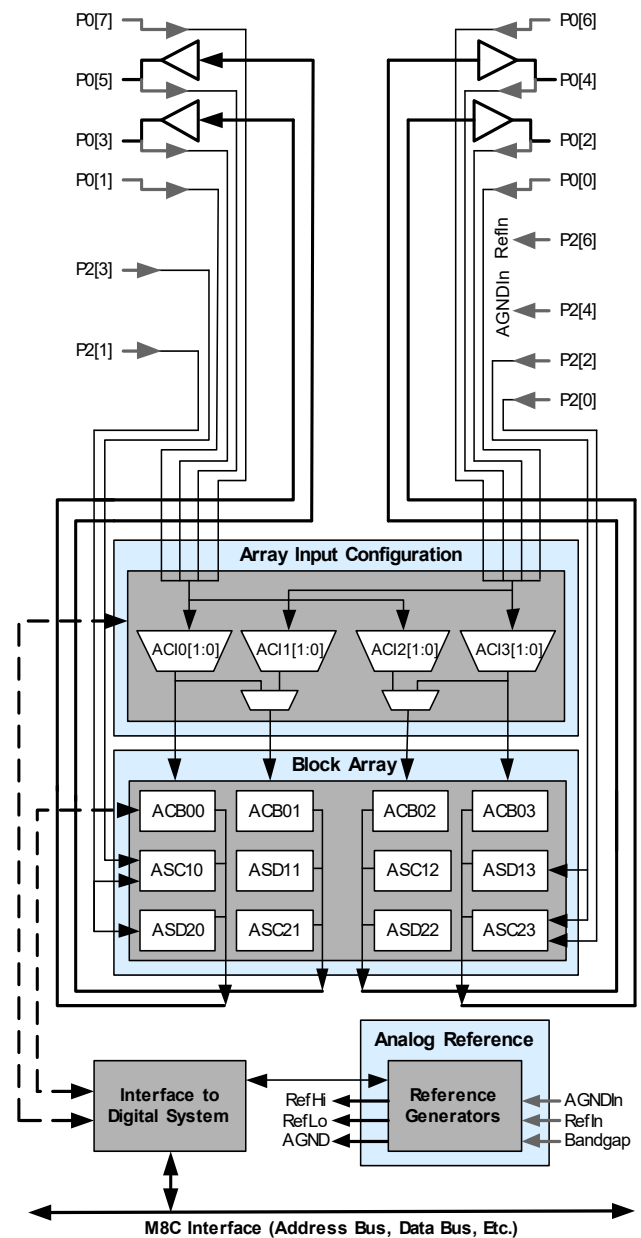 P0[7]
P0[6]
P0[5]
P0[4]
P0[3]
P0[2]
P0[1]
P0[0]
P2[6]
RefIn
P2[3]
AGNDIn
P2[4]
P2[1]
P2[2]
P2[0]
Array Input Configuration
ACI0[1:0]
ACI1[1:0]
ACI2[1:0]
ACI3[1:0]
Block Array
ACB00
ACB01
ACB02
ACB03
ASC10
ASD11
ASC12
ASD13
ASD20
ASC21
ASD22
ASC23
Analog Reference
Interface to
Digital System
RefHi
RefLo
AGND
Reference
Generators
AGNDIn
RefIn
Bandgap
M8C Interface (Address Bus, Data Bus, Etc.)